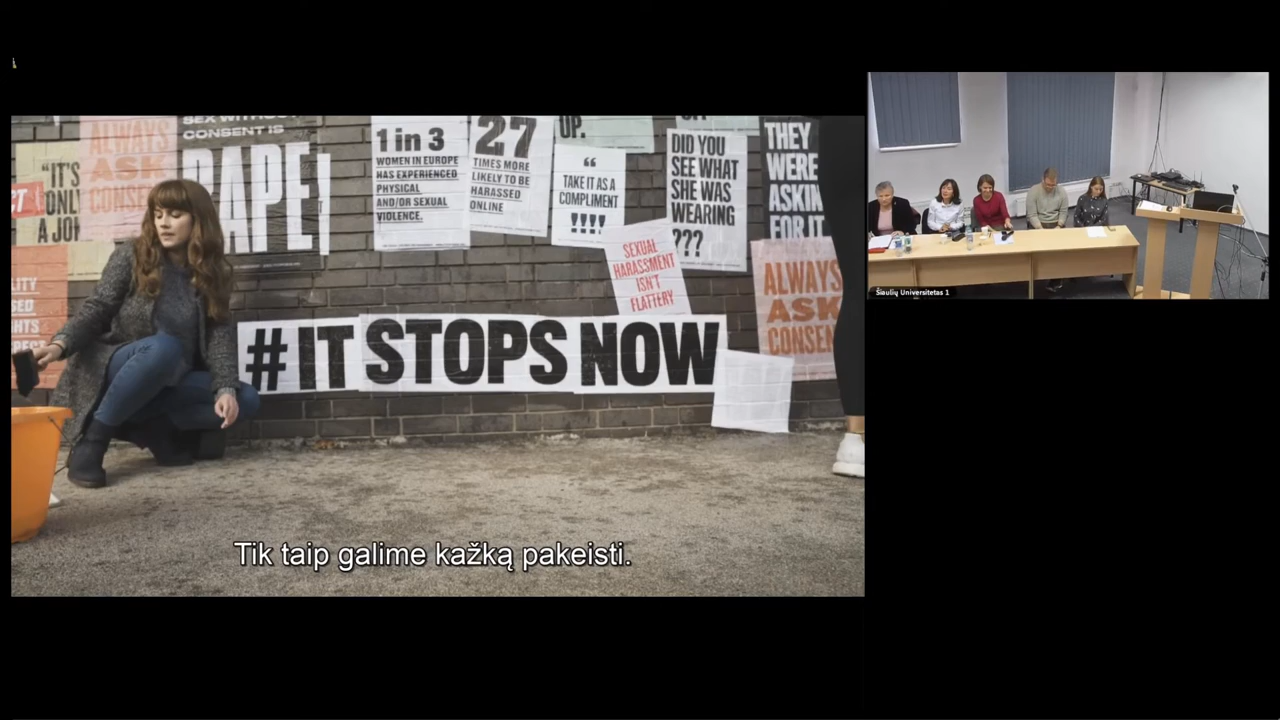 "IT'S
ONLY
A JOKE
ALWAYS
ASK
CONSENT
SEX WITHOUT
CONSENT IS
RAPE!
1 in 3
WOMEN IN EUROPE
HAS EXPERIENCED
PHYSICAL
AND/OR SEXUAL
VIOLENCE.
27
TIMES MORE
LIKELY TO BE
HARASSED
ONLINE
UP.
“
TAKE IT AS A
COMPLIMENT
!!!!
SEXUAL
HARASSMENT
ISN'T
FLATTERY
DID YOU
SEE WHAT
SHE WAS
WEARING
???
THEY
WERE
ASKIN
FOR IT
ALWAYS
ASK
CONSEN
#IT STOPS NOW
Tik taip galime kažką pakeisti.
Šiaulių Universitetas 1